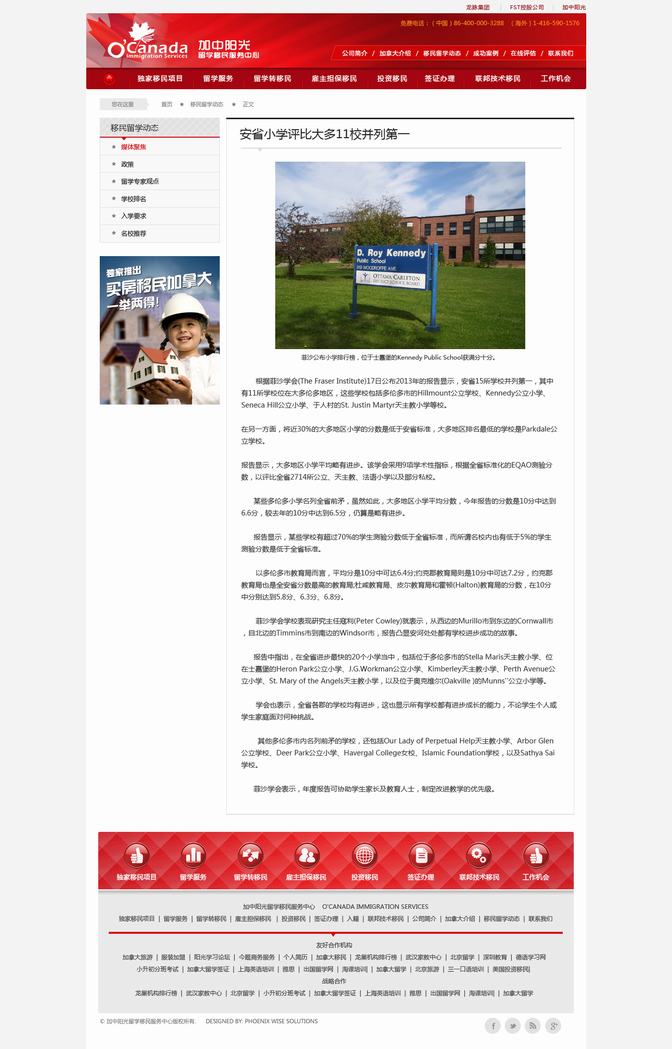 龙脉集团 | FST控股公司 | 加中阳光
免费电话：（中国）86-400-000-3288 （海外）1-416-590-1576
O'Canada
Immigration Services
加中阳光
留学移民服务中心
公司简介 / 加拿大介绍 / 移民留学动态 / 成功案例 / 在线评估 / 联系我们
独家移民项目 留学服务 留学转移民 雇主担保移民 投资移民 签证办理 联邦技术移民 工作机会
您在这里 首页 移民留学动态 正文
移民留学动态
媒体聚焦
政策
留学专家观点
学校排名
入学要求
名校推荐
独家推出
买房移民加拿大
一举两得！
安省小学评比大多11校并列第一
D. Roy Kennedy
Public School
OTTAWA-CARLETON
菲沙公布小学排行榜，位于士嘉堡的Kennedy Public School获满分十分。
根据菲沙学会(The Fraser Institute)17日公布2013年的报告显示，安省15所学校并列第一，其中
有11所学校位在大多伦多地区，这些学校包括多伦多市的Hillmount公立学校、Kennedy公立小学、
Seneca Hill公立小学、于人村的St. Justin Martyr天主教小学等校。
在另一方面，将近30%的大多地区小学的分数是低于安省标准，大多地区排名最低的学校是Parkdale公
立学校。
报告显示，大多地区小学平均略有进步。该学会采用9项学术性指标，根据全省标准化的EQAO测验分
数，以评比全省2714所公立、天主教、法语小学以及部分私校。
某些多伦多小学名列全省前矛，虽然如此，大多地区小学平均分数，今年报告的分数是10分中达到
6.6分，较去年的10分中达到6.5分，仍算是略有进步。
报告显示，某些学校有超过70%的学生测验分数低于全省标准，而所谓名校内也有低于5%的学生
测验分数是低于全省标准。
以多伦多市教育局而言，平均分是10分中可达6.4分;约克郡教育局则是10分中可达7.2分，约克郡
教育局也是全安省分数最高的教育局;杜咸教育局、皮尔教育局和霍顿(Halton)教育局的分数，在10分
中分别达到5.8分、6.3分、6.8分。
菲沙学会学校表现研究主任寇利(Peter Cowley)就表示，从西边的Murillo市到东边的Cornwall市
，自北边的Timmins市到南边的Windsor市，报告凸显安河处处都有学校进步成功的故事。
报告中指出，在全省进步最快的20个小学当中，包括位于多伦多市的Stella Maris天主教小学、位
在士嘉堡的Heron Park公立小学、J.G.Workman公立小学、Kimberley天主教小学、Perth Avenue公
立小学、St. Mary of the Angels天主教小学，以及位于奥克维尔(Oakville )的Munns''公立小学等。
学会也表示，全省各郡的学校均有进步，这也显示所有学校都有进步成长的能力，不论学生个人或
学生家庭面对何种挑战。
其他多伦多市内名列前矛的学校，还包括Our Lady of Perpetual Help天主教小学、Arbor Glen
公立学校、Deer Park公立小学、Havergal College女校、Islamic Foundation学校，以及Sathya Sai
学校。
菲沙学会表示，年度报告可协助学生家长及教育人士，制定改进教学的优先级。
独家移民项目 留学服务 留学转移民 雇主担保移民 投资移民 签证办理 联邦技术移民 工作机会
加中阳光留学移民服务中心 O'CANADA IMMIGRATION SERVICES
独家移民项目 | 留学服务 | 留学转移民 | 雇主担保移民 | 投资移民 | 签证办理 | 入籍 | 联邦技术移民 | 公司简介 | 加拿大介绍 | 移民留学动态 | 联系我们
友好合作机构
加拿大旅游 | 服装加盟 | 阳光学习论坛 | 今题商务服务 | 个人简历 | 加拿大移民 | 龙巢机构排行榜 | 武汉家教中心 | 北京留学 | 深圳教育 | 德语学习网
小升初分班考试 | 加拿大留学签证 | 上海英语培训 | 雅思 | 出国留学网 | 淘课培训| 加拿大留学 | 北京旅游 | 三一口语培训 | 美国投资移民|
战略合作
龙巢机构排行榜 | 武汉家教中心 | 北京留学 | 小升初分班考试 | 加拿大留学签证 | 上海英语培训 | 雅思 | 出国留学网 | 淘课培训| 加拿大留学
© 加中阳光留学移民服务中心版权所有. DESIGNED BY: PHOENIX WISE SOLUTIONS